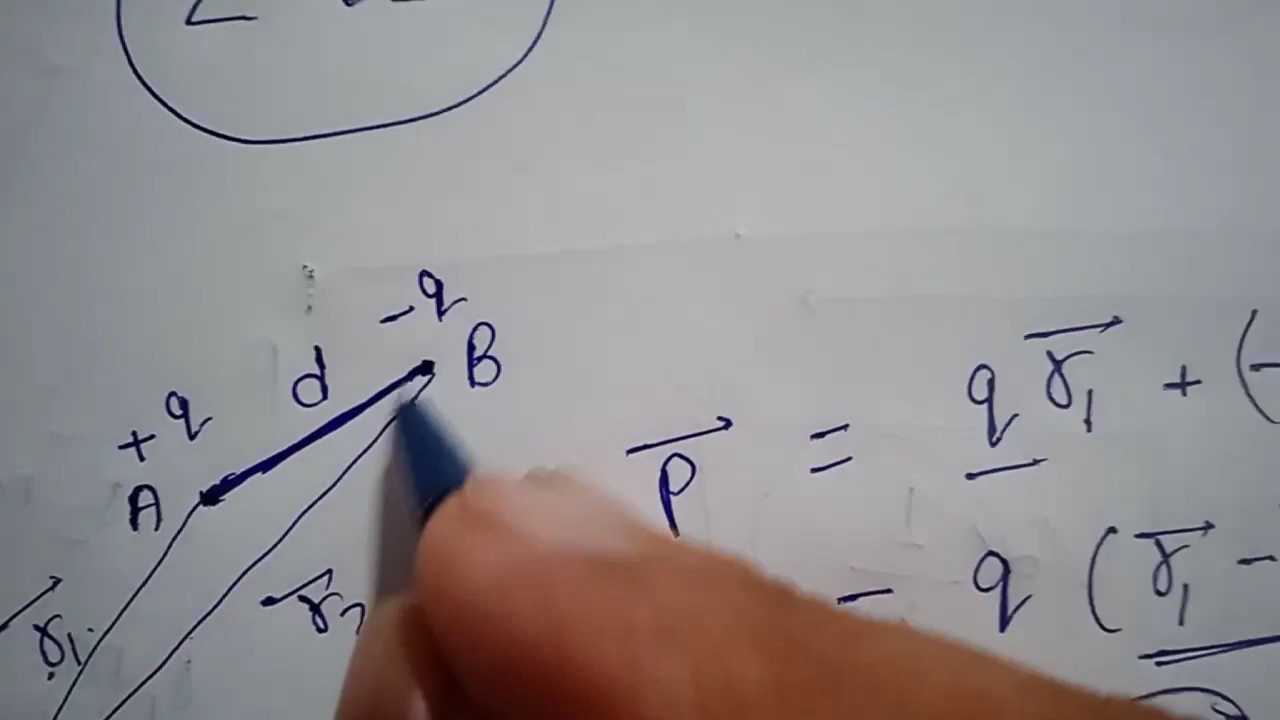 -q
d
B
+q
A
r₁→
r₂→
P→ = q r₁→ + (-
= q (r₁→ -